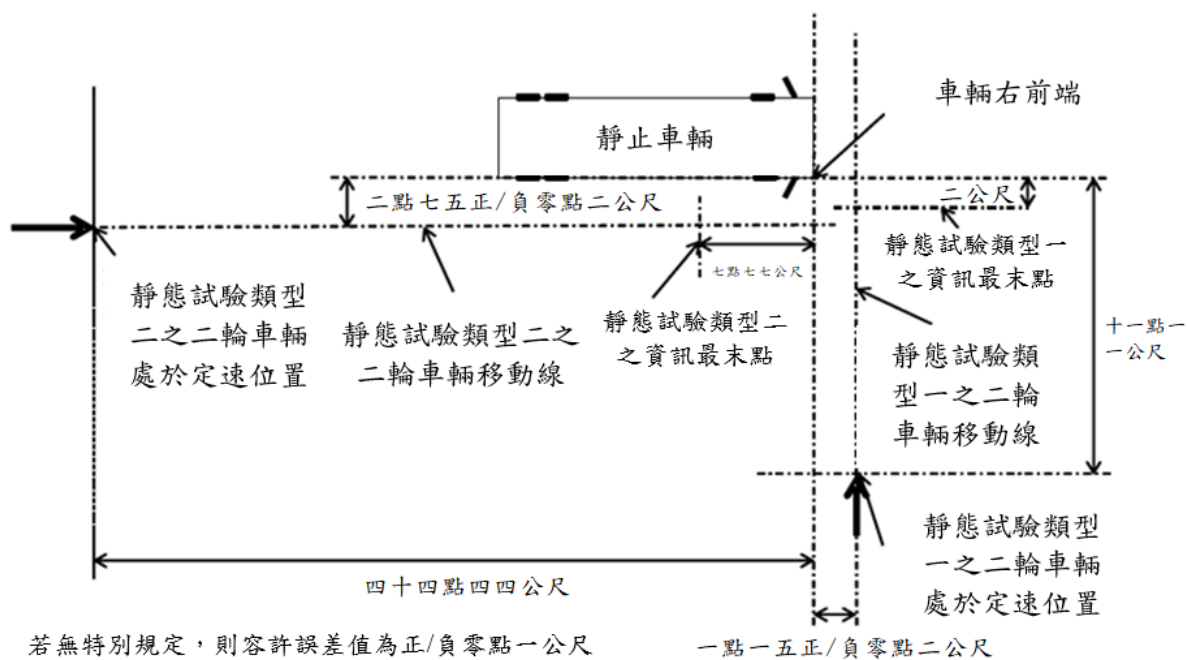 車輛右前端
靜止車輛
二點七五正/負零點二公尺
二公尺
靜態試驗類型一
之資訊最末點
七點七七公尺
靜態試驗類型
二之二輪車輛
處於定速位置
靜態試驗類型二之
二輪車輛移動線
靜態試驗類型二
之資訊最末點
十一點一
一公尺
靜態試驗類
型一之二輪
車輛移動線
靜態試驗類型
一之二輪車輛
處於定速位置
四十四點四四公尺
若無特別規定，則容許誤差值為正/負零點一公尺
一點一五正/負零點二公尺